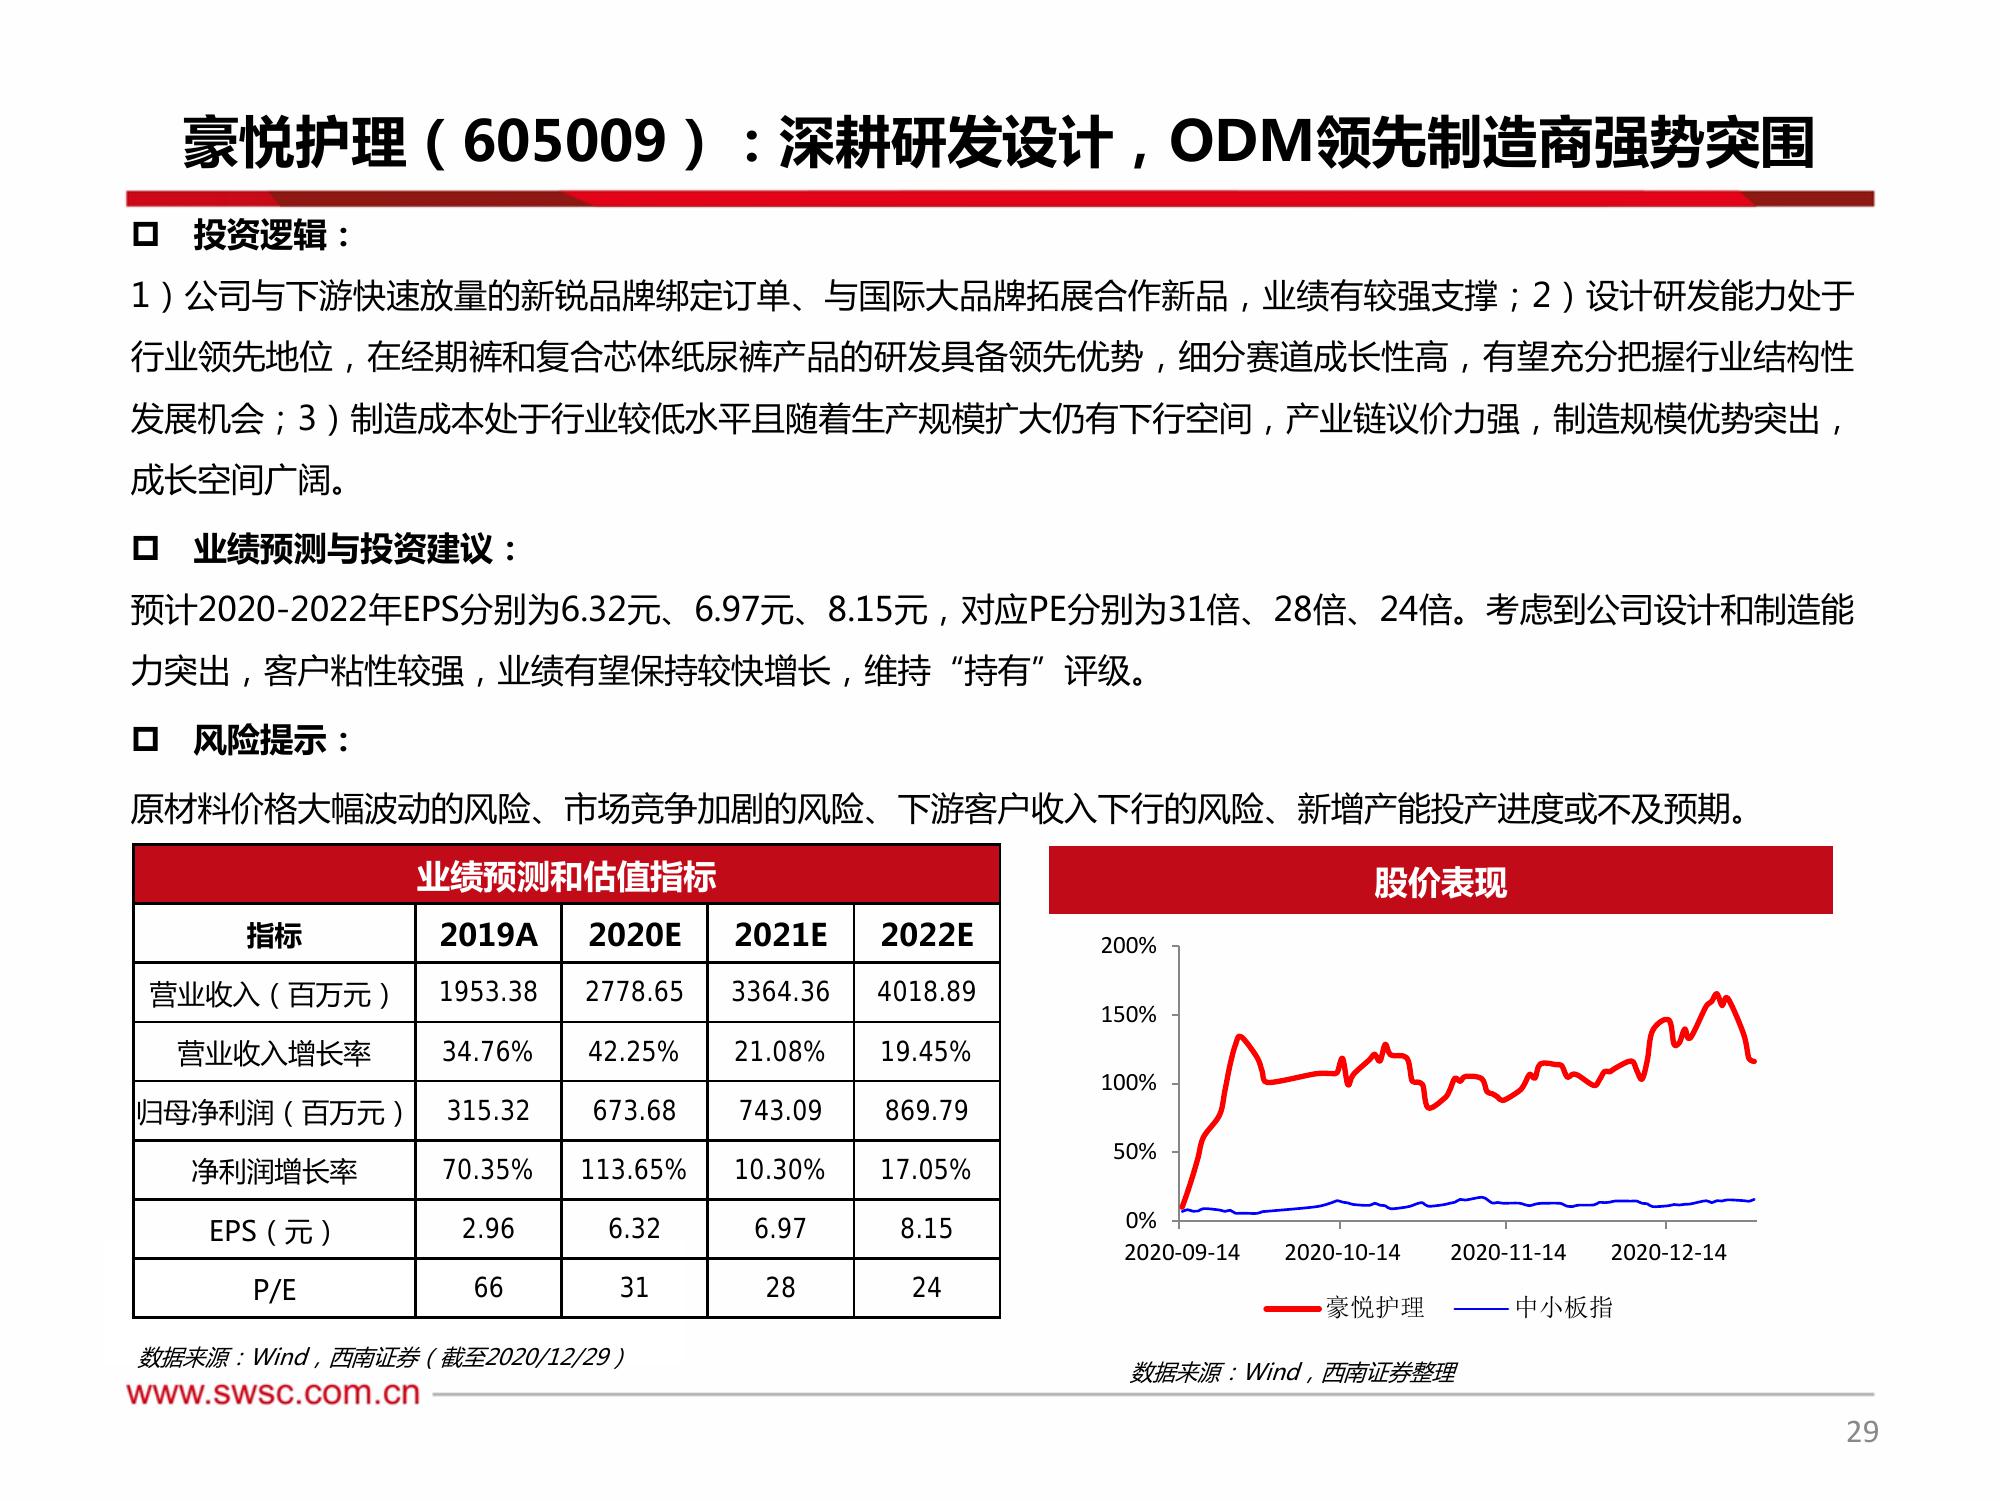 豪悦护理（605009）：深耕研发设计，ODM领先制造商强势突围
投资逻辑：
1）公司与下游快速放量的新锐品牌绑定订单、与国际大品牌拓展合作新品，业绩有较强支撑；2）设计研发能力处于
行业领先地位，在经期裤和复合芯体纸尿裤产品的研发具备领先优势，细分赛道成长性高，有望充分把握行业结构性
发展机会；3）制造成本处于行业较低水平且随着生产规模扩大仍有下行空间，产业链议价力强，制造规模优势突出，
成长空间广阔。
业绩预测与投资建议：
预计2020-2022年EPS分别为6.32元、6.97元、8.15元，对应PE分别为31倍、28倍、24倍。考虑到公司设计和制造能
力突出，客户粘性较强，业绩有望保持较快增长，维持“持有”评级。
风险提示：
原材料价格大幅波动的风险、市场竞争加剧的风险、下游客户收入下行的风险、新增产能投产进度或不及预期。
业绩预测和估值指标
指标 2019A 2020E 2021E 2022E
营业收入（百万元） 1953.38 2778.65 3364.36 4018.89
营业收入增长率 34.76% 42.25% 21.08% 19.45%
归母净利润（百万元） 315.32 673.68 743.09 869.79
净利润增长率 70.35% 113.65% 10.30% 17.05%
EPS（元） 2.96 6.32 6.97 8.15
P/E 66 31 28 24
数据来源：Wind，西南证券（截至2020/12/29）
股价表现
200%
150%
100%
50%
0%
2020-09-14 2020-10-14 2020-11-14 2020-12-14
豪悦护理 中小板指
数据来源：Wind，西南证券整理
www.swsc.com.cn
29